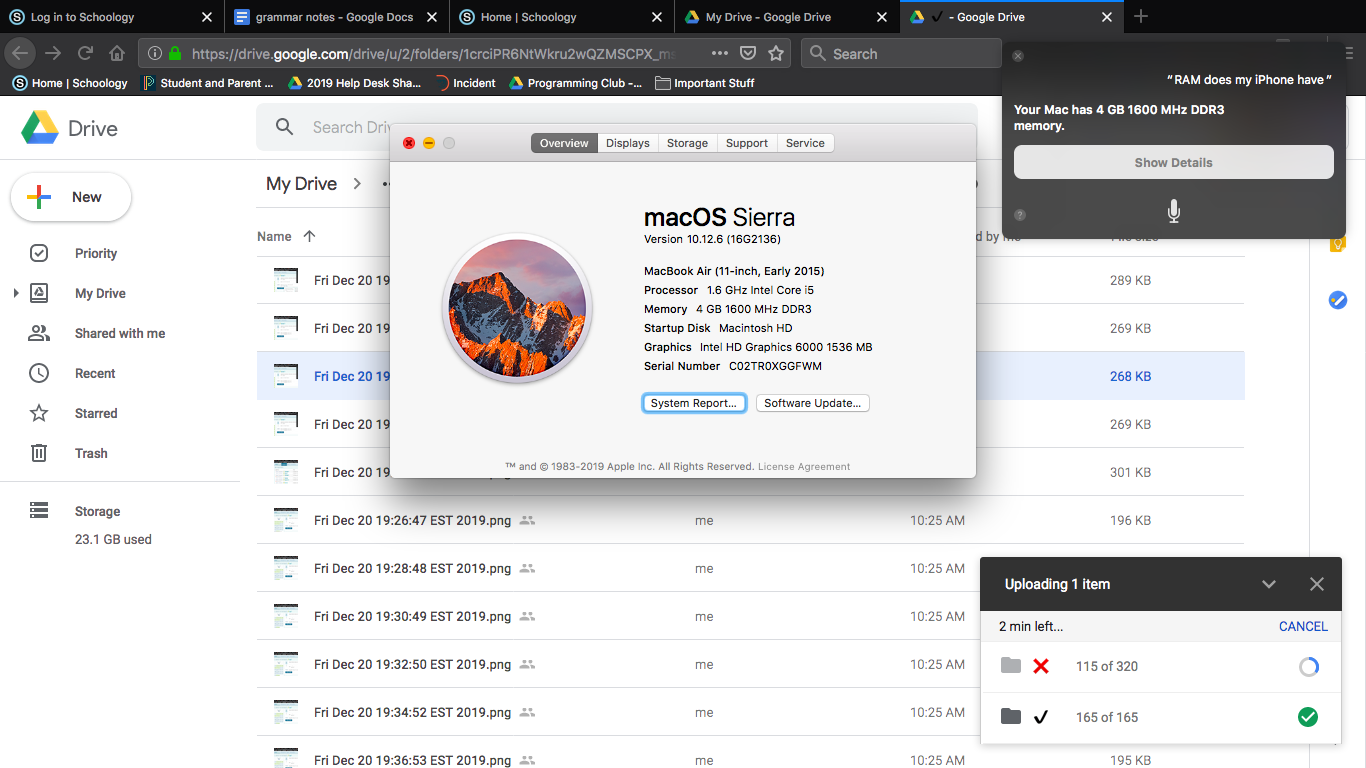 Log in to Schoology
grammar notes - Google Docs
Home | Schoology
My Drive - Google Drive
✓ - Google Drive
https://drive.google.com/drive/u/2/folders/1crciPR6NtWkru2wQZMSCPX_
Search
Home | Schoology
Student and Parent ...
2019 Help Desk Sha...
Incident
Programming Club -...
Important Stuff
“RAM does my iPhone have”
Your Mac has 4 GB 1600 MHz DDR3
memory.
Show Details
?
Drive
Search
New
Priority
My Drive
Shared with me
Recent
Starred
Trash
Storage
23.1 GB used
My Drive
Name
Overview
Displays
Storage
Support
Service
macOS Sierra
Version 10.12.6 (16G2136)
MacBook Air (11-inch, Early 2015)
Processor 1.6 GHz Intel Core i5
Memory 4 GB 1600 MHz DDR3
Startup Disk Macintosh HD
Graphics Intel HD Graphics 6000 1536 MB
Serial Number C02TR0XGGFWM
System Report...
Software Update...
™ and © 1983-2019 Apple Inc. All Rights Reserved. License Agreement
Fri Dec 20 19 289 KB
Fri Dec 20 19 269 KB
Fri Dec 20 19 268 KB
Fri Dec 20 19 269 KB
Fri Dec 20 19 301 KB
Fri Dec 20 19:26:47 EST 2019.png me 10:25 AM 196 KB
Fri Dec 20 19:28:48 EST 2019.png me 10:25 AM
Fri Dec 20 19:30:49 EST 2019.png me 10:25 AM
Fri Dec 20 19:32:50 EST 2019.png me 10:25 AM
Fri Dec 20 19:34:52 EST 2019.png me 10:25 AM
Fri Dec 20 19:36:53 EST 2019.png me 10:25 AM 195 KB
Uploading 1 item
2 min left...
CANCEL
115 of 320
165 of 165